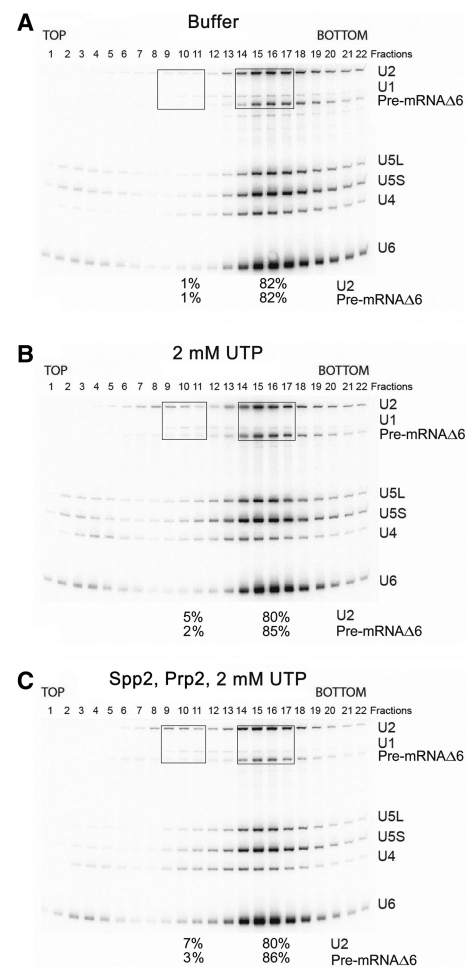 A Buffer
TOP BOTTOM
1 2 3 4 5 6 7 8 9 10 11 12 13 14 15 16 17 18 19 20 21 22 Fractions
U2
U1
Pre-mRNAΔ6
U5L
U5S
U4
U6
1% 82% U2
1% 82% Pre-mRNAΔ6
B 2 mM UTP
TOP BOTTOM
1 2 3 4 5 6 7 8 9 10 11 12 13 14 15 16 17 18 19 20 21 22 Fractions
U2
U1
Pre-mRNAΔ6
U5L
U5S
U4
U6
5% 80% U2
2% 85% Pre-mRNAΔ6
C Spp2, Prp2, 2 mM UTP
TOP BOTTOM
1 2 3 4 5 6 7 8 9 10 11 12 13 14 15 16 17 18 19 20 21 22 Fractions
U2
U1
Pre-mRNAΔ6
U5L
U5S
U4
U6
7% 80% U2
3% 86% Pre-mRNAΔ6